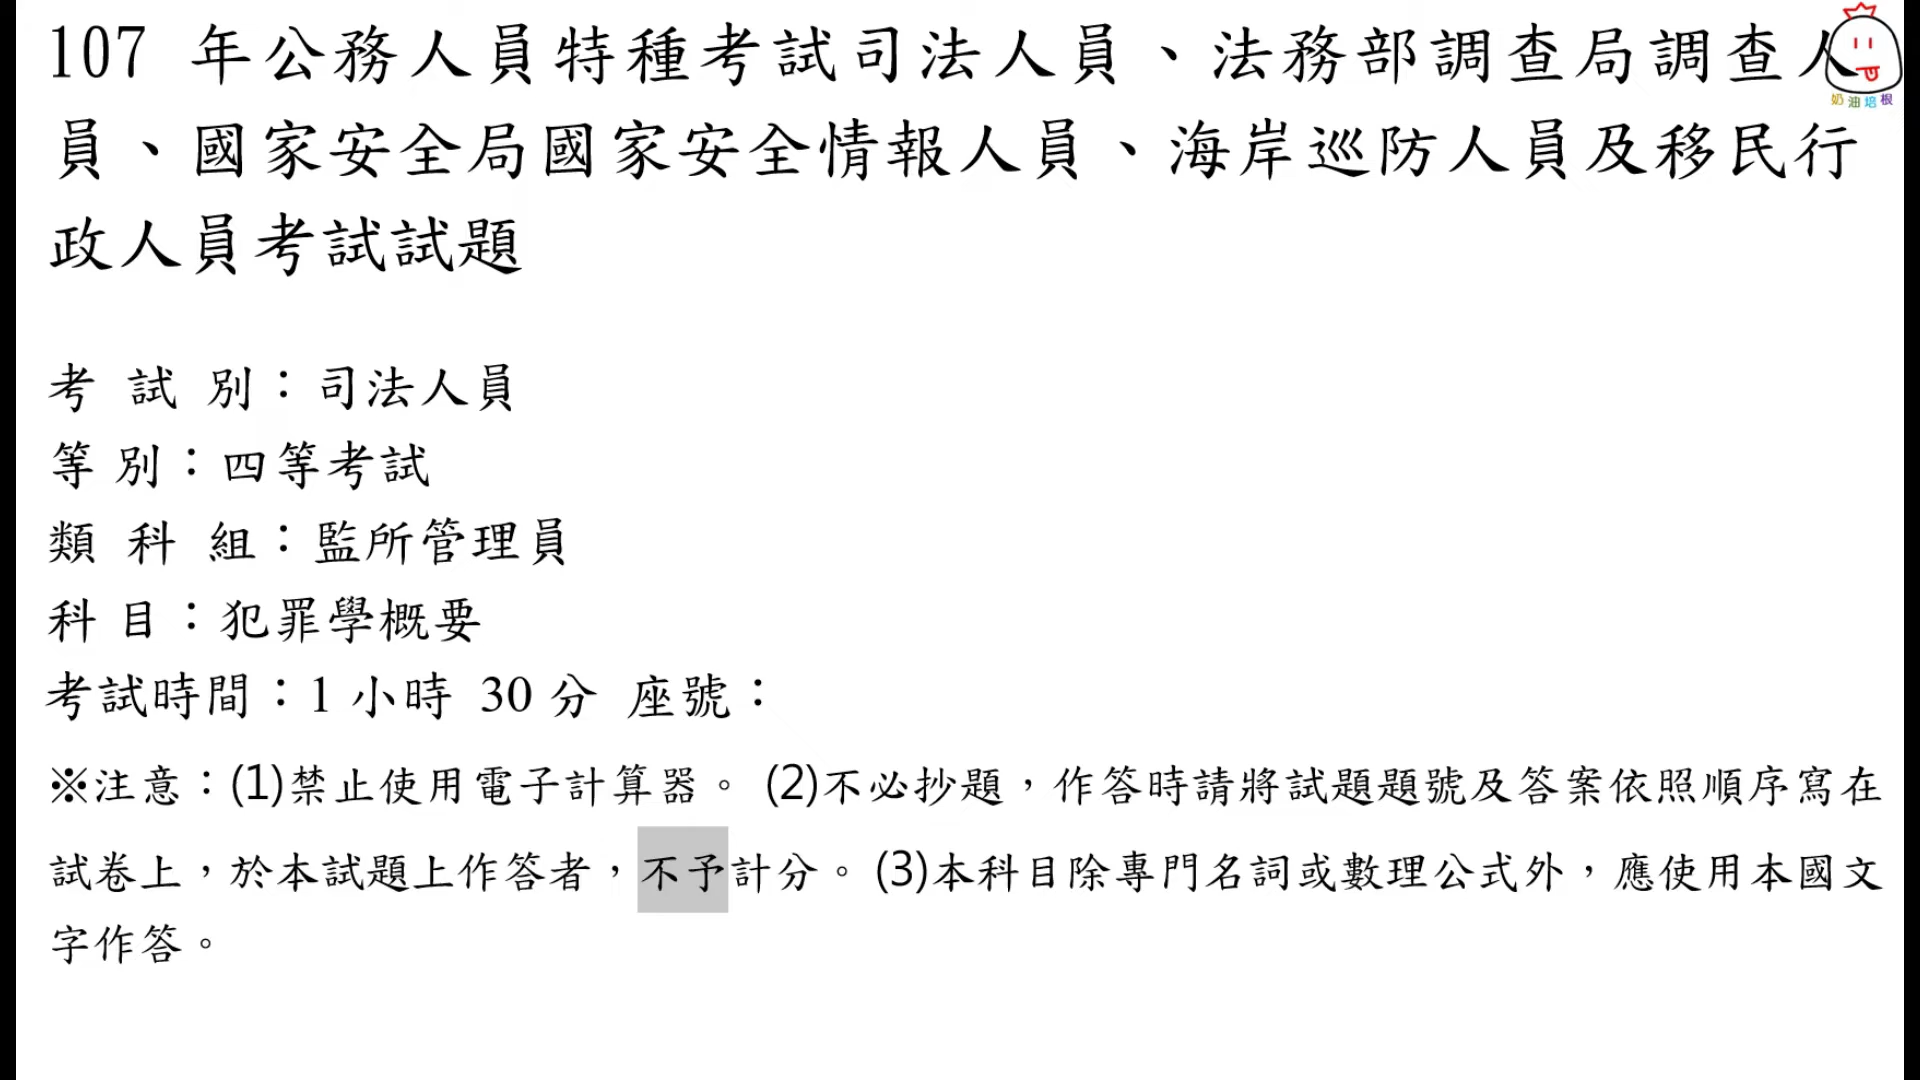 107 年公務人員特種考試司法人員、法務部調查局調查人
員、國家安全局國家安全情報人員、海岸巡防人員及移民行
政人員考試試題
奶油培根
考 試 別：司法人員
等 別：四等考試
類 科 組：監所管理員
科 目：犯罪學概要
考試時間：1 小時 30 分 座號：
※注意：(1)禁止使用電子計算器。 (2)不必抄題，作答時請將試題題號及答案依照順序寫在
試卷上，於本試題上作答者，不予計分。 (3)本科目除專門名詞或數理公式外，應使用本國文
字作答。